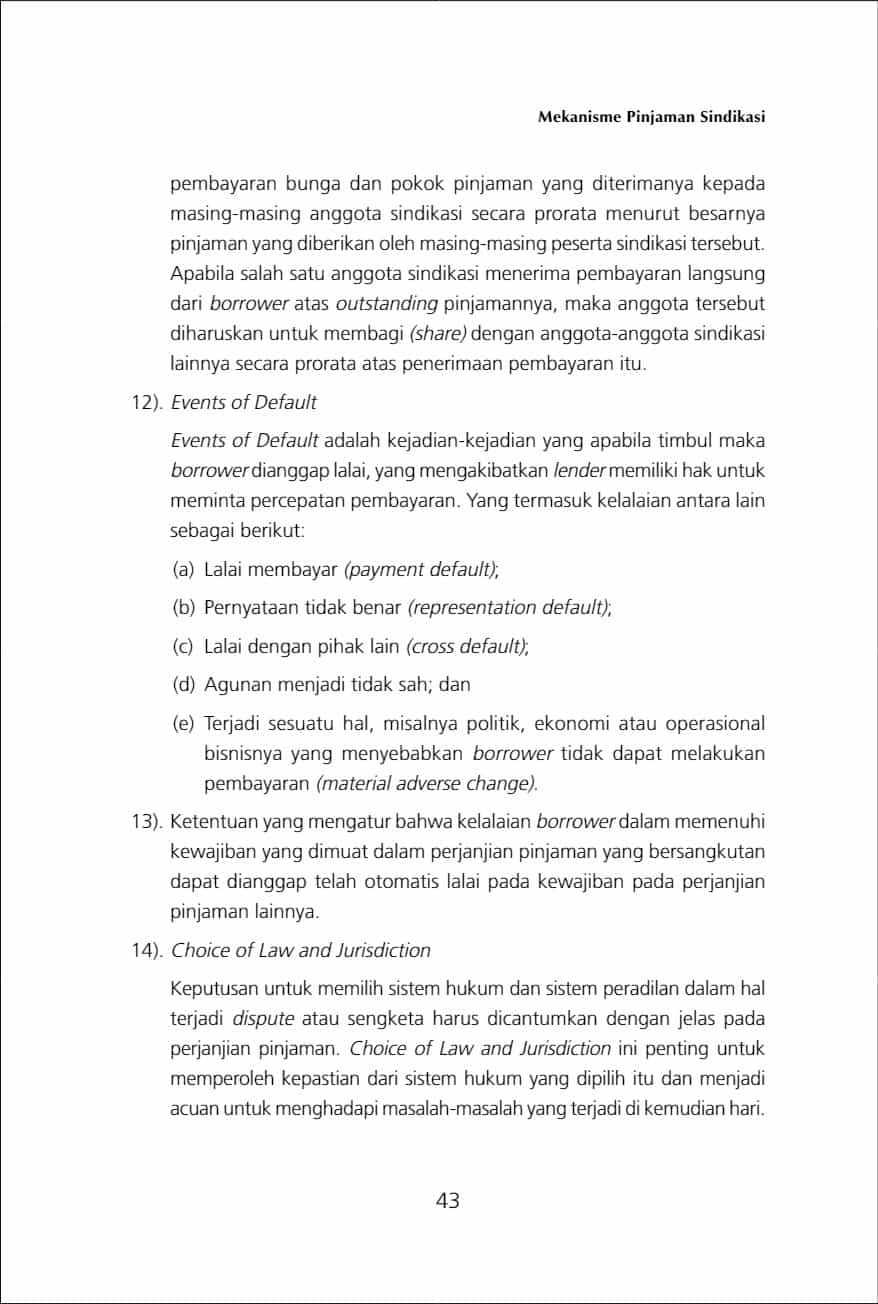 Mekanisme Pinjaman Sindikasi
pembayaran bunga dan pokok pinjaman yang diterimanya kepada
masing-masing anggota sindikasi secara prorata menurut besarnya
pinjaman yang diberikan oleh masing-masing peserta sindikasi tersebut.
Apabila salah satu anggota sindikasi menerima pembayaran langsung
dari borrower atas outstanding pinjamannya, maka anggota tersebut
diharuskan untuk membagi (share) dengan anggota-anggota sindikasi
lainnya secara prorata atas penerimaan pembayaran itu.
12). Events of Default
Events of Default adalah kejadian-kejadian yang apabila timbul maka
borrower dianggap lalai, yang mengakibatkan lender memiliki hak untuk
meminta percepatan pembayaran. Yang termasuk kelalaian antara lain
sebagai berikut:
(a) Lalai membayar (payment default);
(b) Pernyataan tidak benar (representation default);
(c) Lalai dengan pihak lain (cross default);
(d) Agunan menjadi tidak sah; dan
(e) Terjadi sesuatu hal, misalnya politik, ekonomi atau operasional
bisnisnya yang menyebabkan borrower tidak dapat melakukan
pembayaran (material adverse change).
13). Ketentuan yang mengatur bahwa kelalaian borrower dalam memenuhi
kewajiban yang dimuat dalam perjanjian pinjaman yang bersangkutan
dapat dianggap telah otomatis lalai pada kewajiban pada perjanjian
pinjaman lainnya.
14). Choice of Law and Jurisdiction
Keputusan untuk memilih sistem hukum dan sistem peradilan dalam hal
terjadi dispute atau sengketa harus dicantumkan dengan jelas pada
perjanjian pinjaman. Choice of Law and Jurisdiction ini penting untuk
memperoleh kepastian dari sistem hukum yang dipilih itu dan menjadi
acuan untuk menghadapi masalah-masalah yang terjadi di kemudian hari.
43